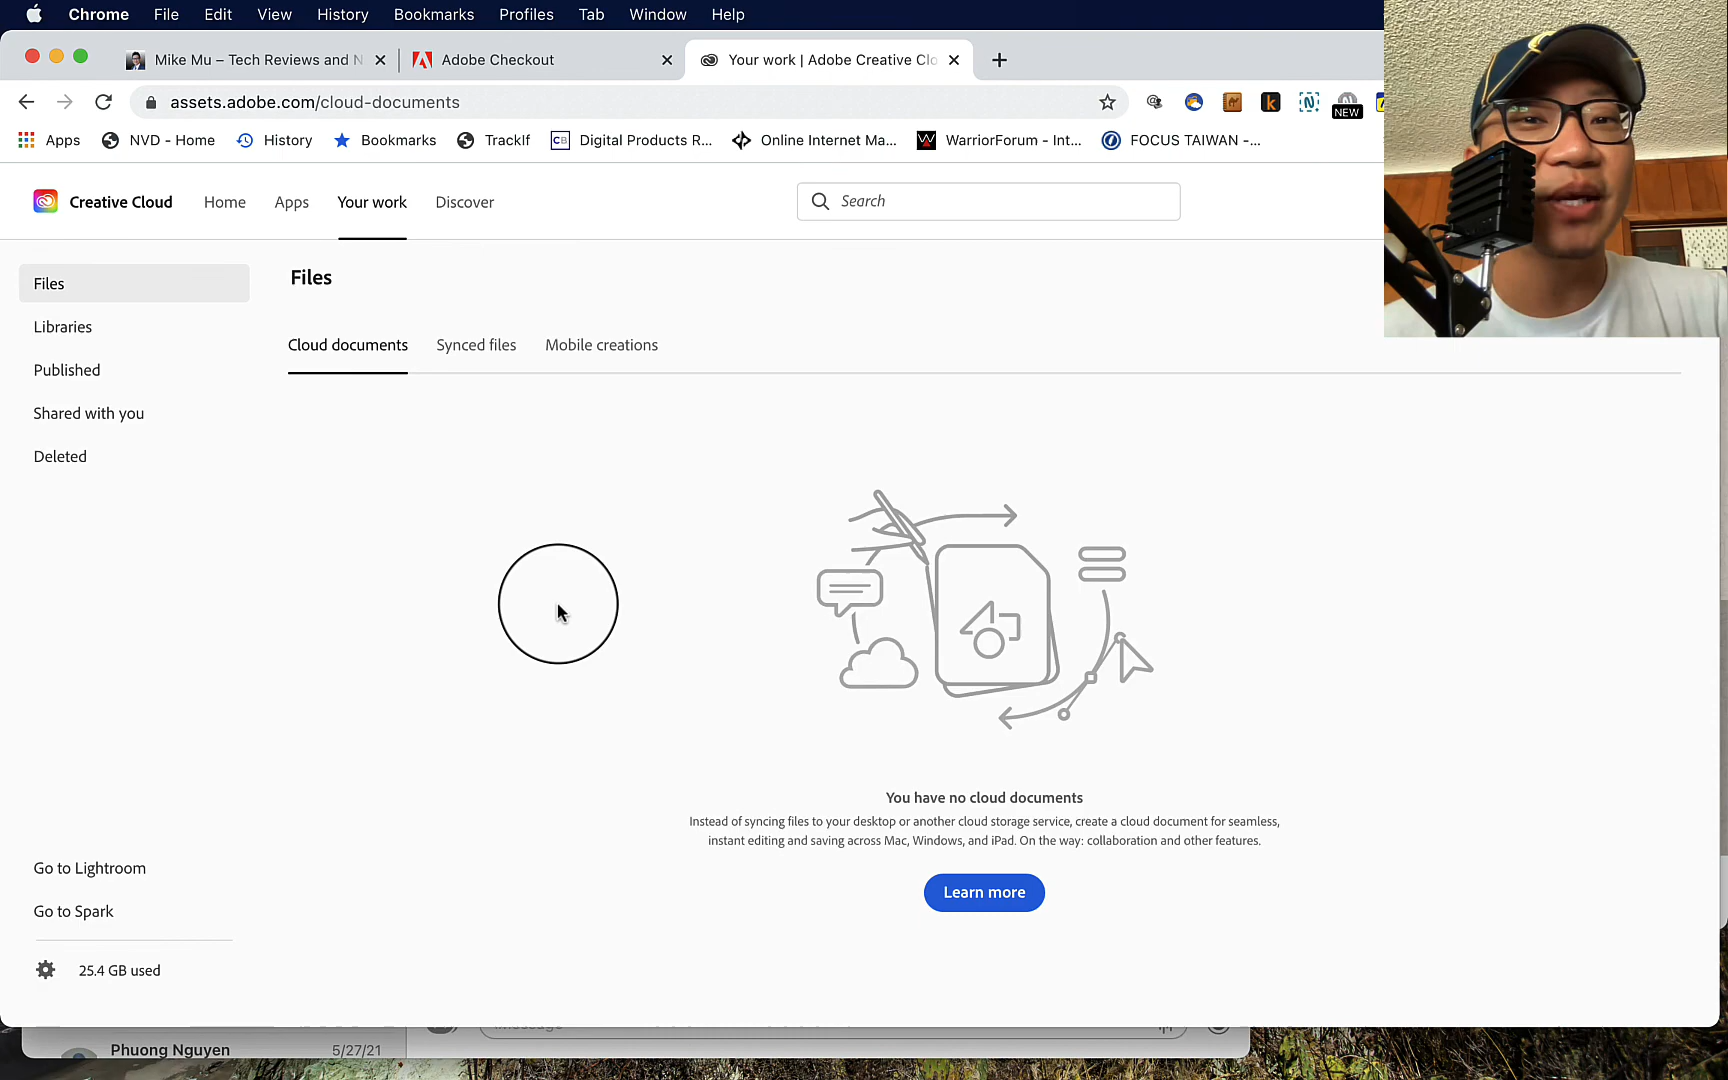 Chrome File Edit View History Bookmarks Profiles Tab Window Help
Mike Mu – Tech Reviews and N
Adobe Checkout
Your work | Adobe Creative Clo
assets.adobe.com/cloud-documents
NEW
Apps NVD - Home History Bookmarks TrackIf CB Digital Products R... Online Internet Ma... WarriorForum - Int... FOCUS TAIWAN -...
Creative Cloud Home Apps Your work Discover
Search
Files
Libraries
Published
Shared with you
Deleted
Files
Cloud documents Synced files Mobile creations
You have no cloud documents
Instead of syncing files to your desktop or another cloud storage service, create a cloud document for seamless,
instant editing and saving across Mac, Windows, and iPad. On the way: collaboration and other features.
Learn more
Go to Lightroom
Go to Spark
25.4 GB used
Phuong Nguyen 5/27/21